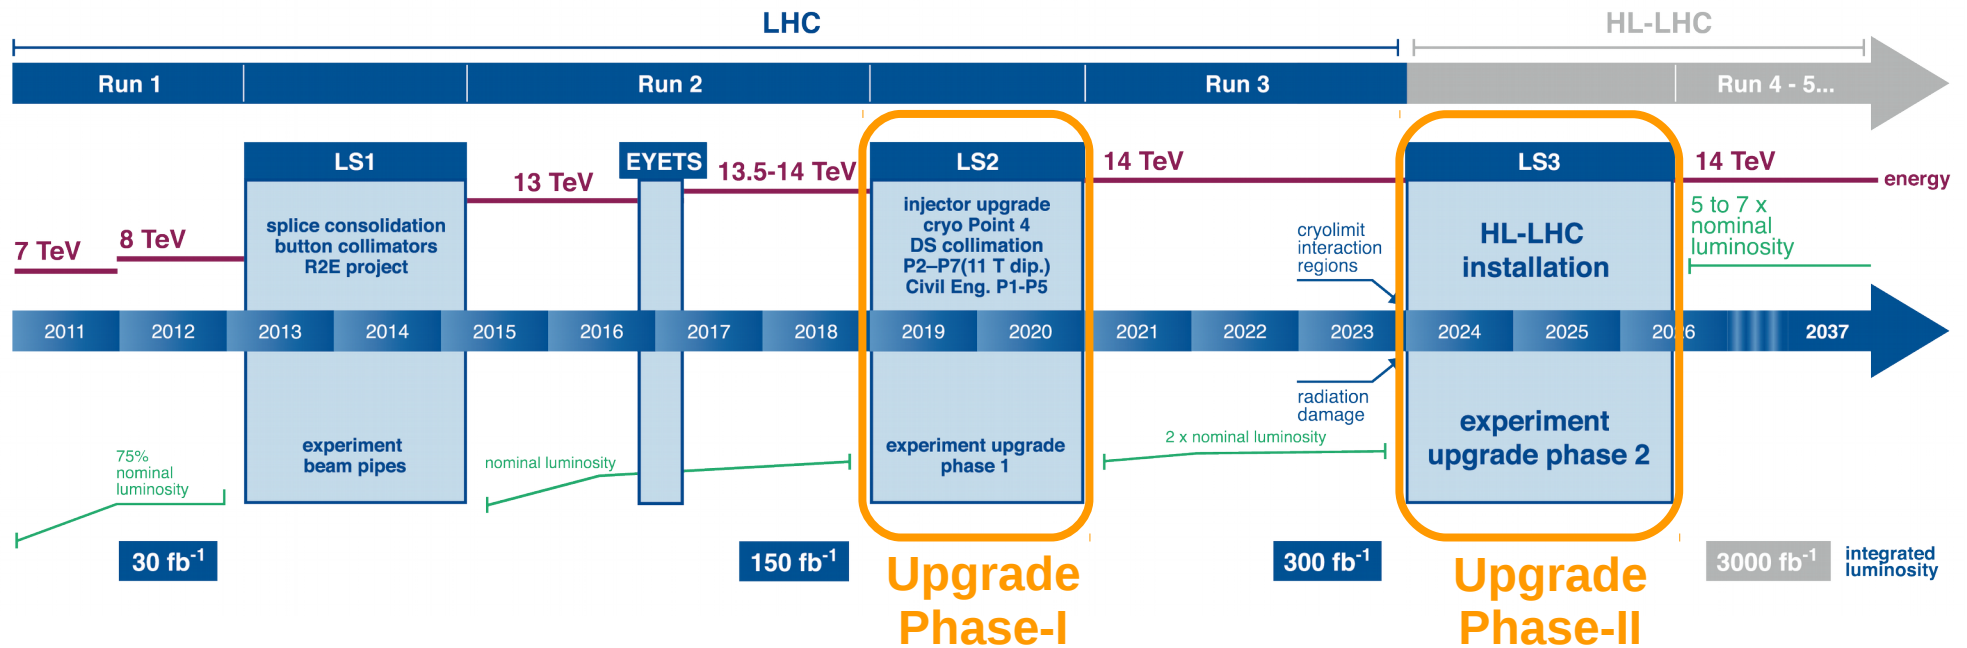 LHC
HL-LHC
Run 1
Run 2
Run 3
Run 4 - 5...
LS1
EYETS
LS2
LS3
7 TeV
8 TeV
13 TeV
13.5-14 TeV
14 TeV
14 TeV
energy
splice consolidation
button collimators
R2E project
injector upgrade
cryo Point 4
DS collimation
P2–P7(11 T dip.)
Civil Eng. P1-P5
cryolimit
interaction
regions
HL-LHC
installation
5 to 7 x
nominal
luminosity
2011
2012
2013
2014
2015
2016
2017
2018
2019
2020
2021
2022
2023
2024
2025
2026
2037
radiation
damage
75%
nominal
luminosity
experiment
beam pipes
nominal luminosity
experiment upgrade
phase 1
2 x nominal luminosity
experiment
upgrade phase 2
30 fb-1
150 fb-1
300 fb-1
3000 fb-1
integrated
luminosity
Upgrade
Phase-I
Upgrade
Phase-II